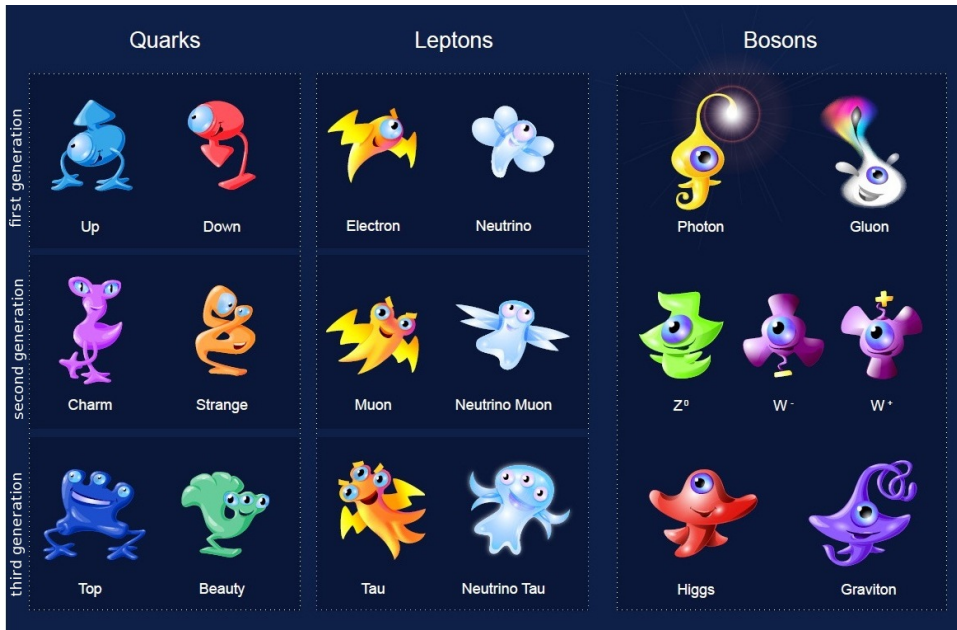 Quarks
Leptons
Bosons
first generation
Up
Down
Electron
Neutrino
Photon
Gluon
second generation
Charm
Strange
Muon
Neutrino Muon
Z⁰
W⁻
W⁺
third generation
Top
Beauty
Tau
Neutrino Tau
Higgs
Graviton